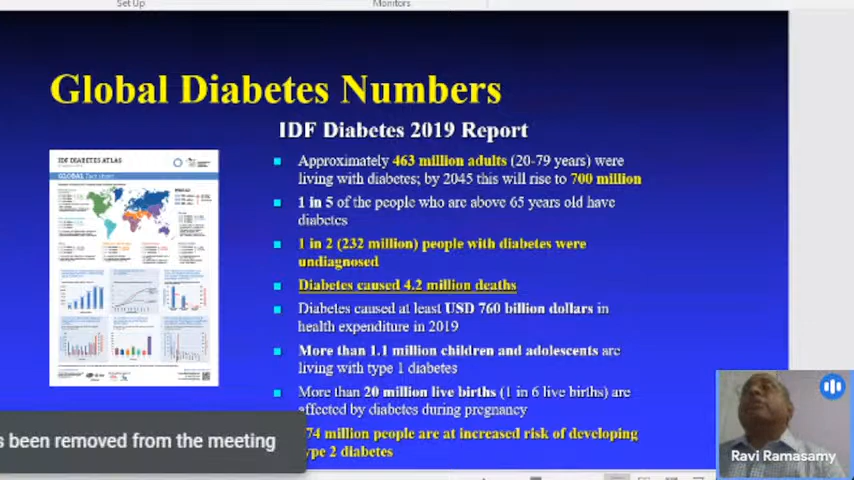 Set Up
Monitors
Global Diabetes Numbers
IDF Diabetes 2019 Report
IDF DIABETES ATLAS
Approximately 463 million adults (20-79 years) were
living with diabetes; by 2045 this will rise to 700 million
1 in 5 of the people who are above 65 years old have
diabetes
1 in 2 (232 million) people with diabetes were
undiagnosed
Diabetes caused 4.2 million deaths
Diabetes caused at least USD 760 billion dollars in
health expenditure in 2019
More than 1.1 million children and adolescents are
living with type 1 diabetes
More than 20 million live births (1 in 6 live births) are
effected by diabetes during pregnancy
74 million people are at increased risk of developing
ype 2 diabetes
s been removed from the meeting
Ravi Ramasamy